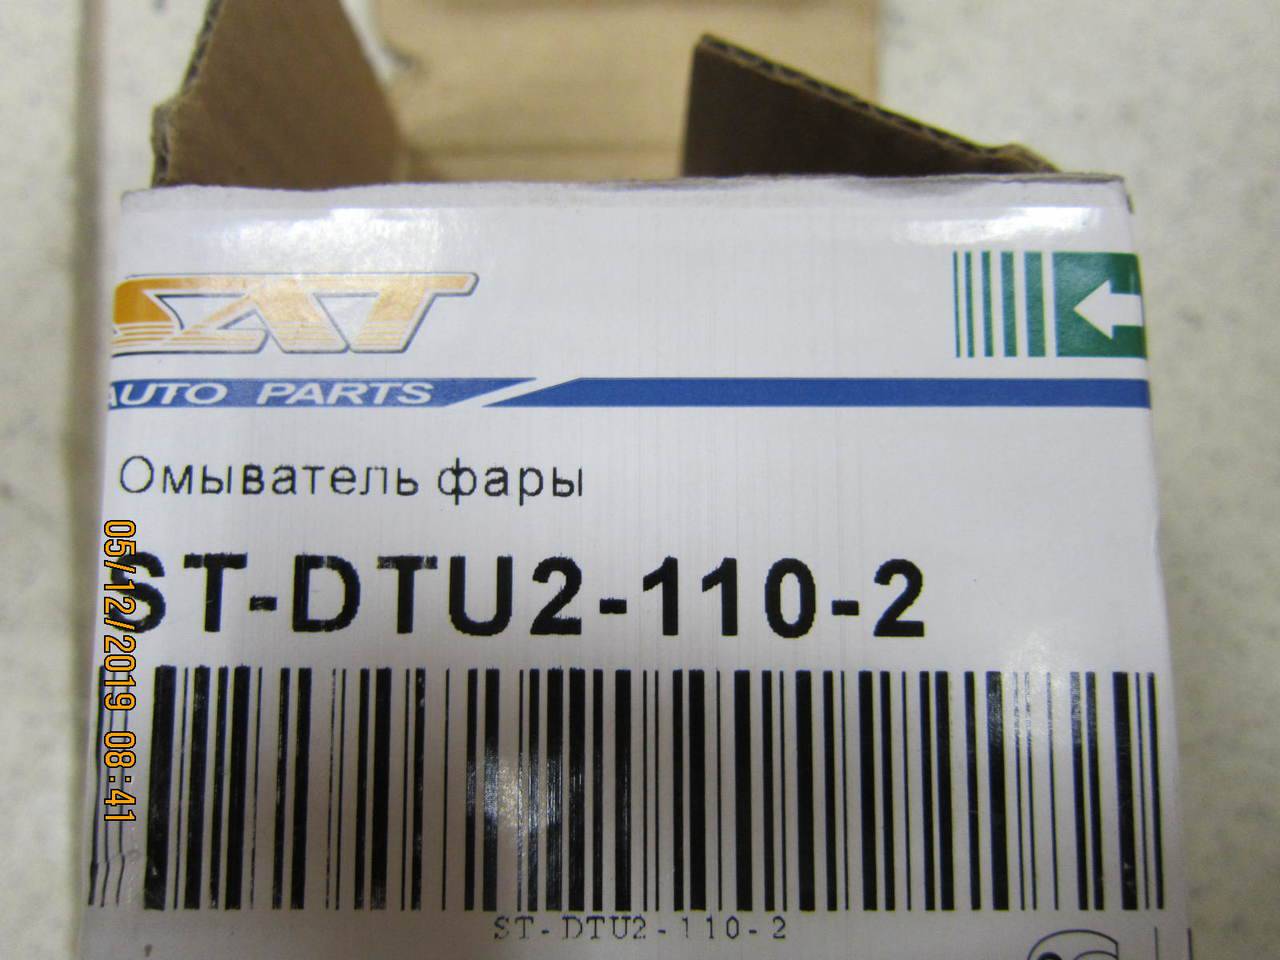 SAT
AUTO PARTS
Омыватель фары
ST-DTU2-110-2
ST-DTU2-110-2
05/12/2019 08:41